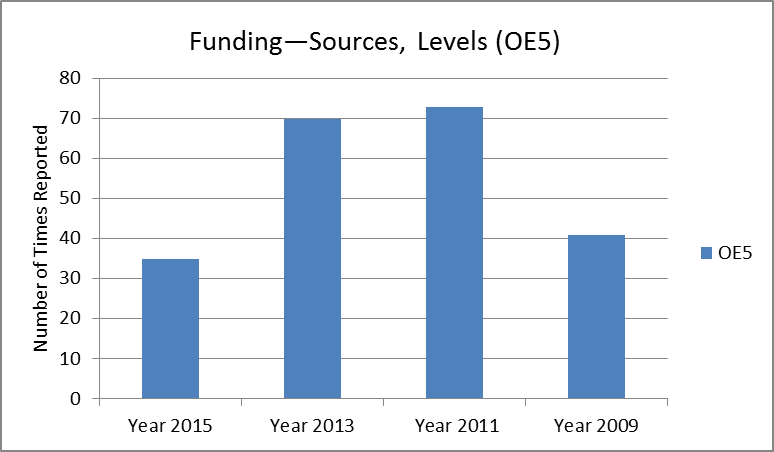 Funding—Sources, Levels (OE5)
Number of Times Reported
80
70
60
50
40
30
20
10
0
Year 2015 Year 2013 Year 2011 Year 2009
OE5